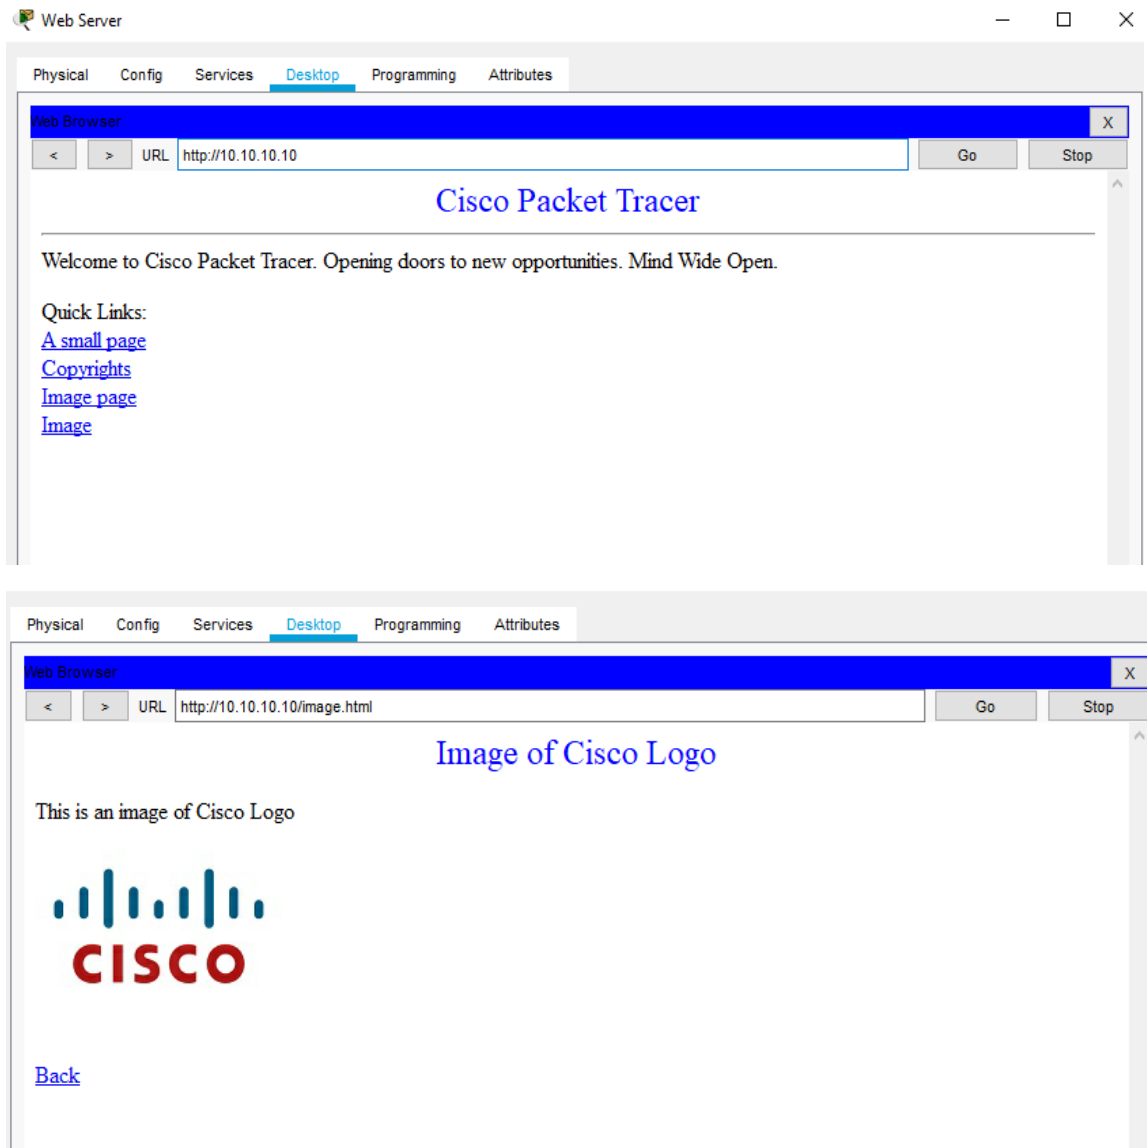 Web Server
Physical Config Services Desktop Programming Attributes
Web Browser X
< > URL http://10.10.10.10 Go Stop
Cisco Packet Tracer
Welcome to Cisco Packet Tracer. Opening doors to new opportunities. Mind Wide Open.
Quick Links:
A small page
Copyrights
Image page
Image
Physical Config Services Desktop Programming Attributes
Web Browser X
< > URL http://10.10.10.10/image.html Go Stop
Image of Cisco Logo
This is an image of Cisco Logo
CISCO
Back